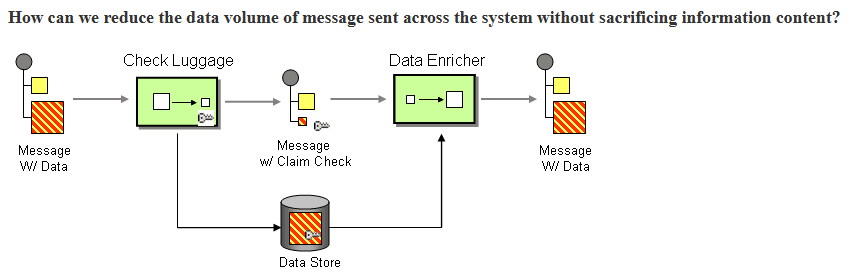 How can we reduce the data volume of message sent across the system without sacrificing information content?
Check Luggage
Data Enricher
Message
W/ Data
Message
w/ Claim Check
Message
W/ Data
Data Store